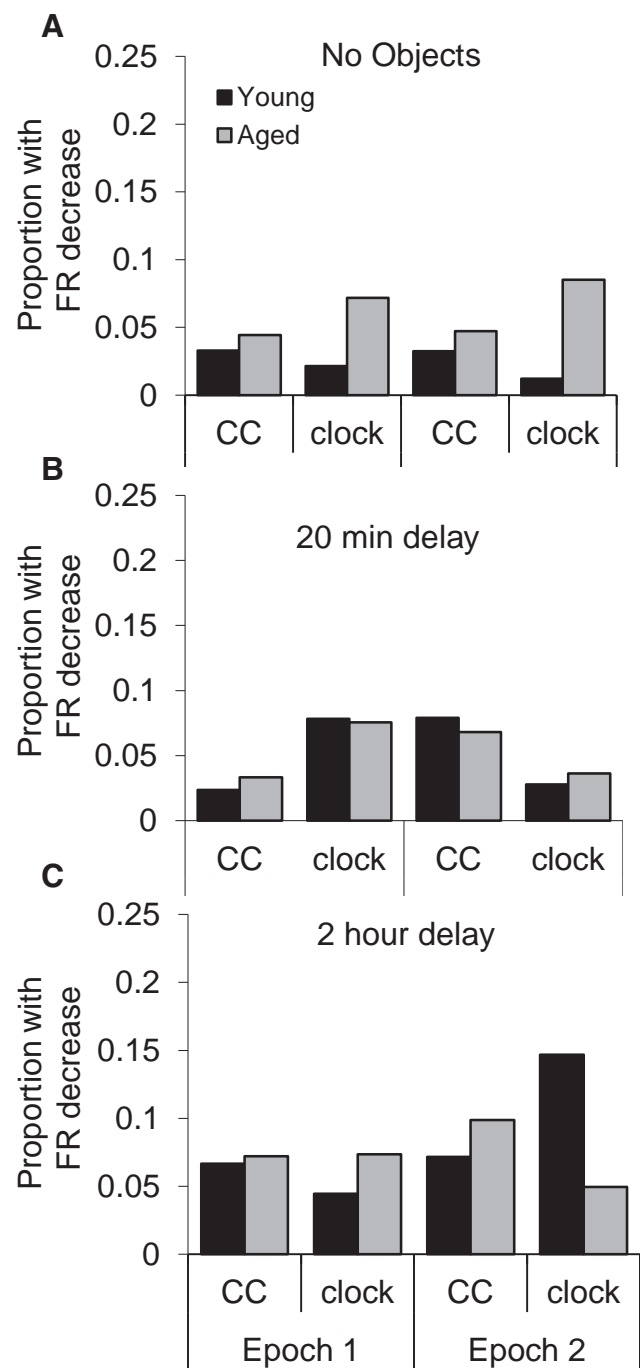 A
No Objects
Young
Aged
Proportion with
FR decrease
0.25
0.2
0.15
0.1
0.05
0
CC clock CC clock
B
20 min delay
Proportion with
FR decrease
0.25
0.2
0.15
0.1
0.05
0
CC clock CC clock
C
2 hour delay
Proportion with
FR decrease
0.25
0.2
0.15
0.1
0.05
0
CC clock CC clock
Epoch 1 Epoch 2